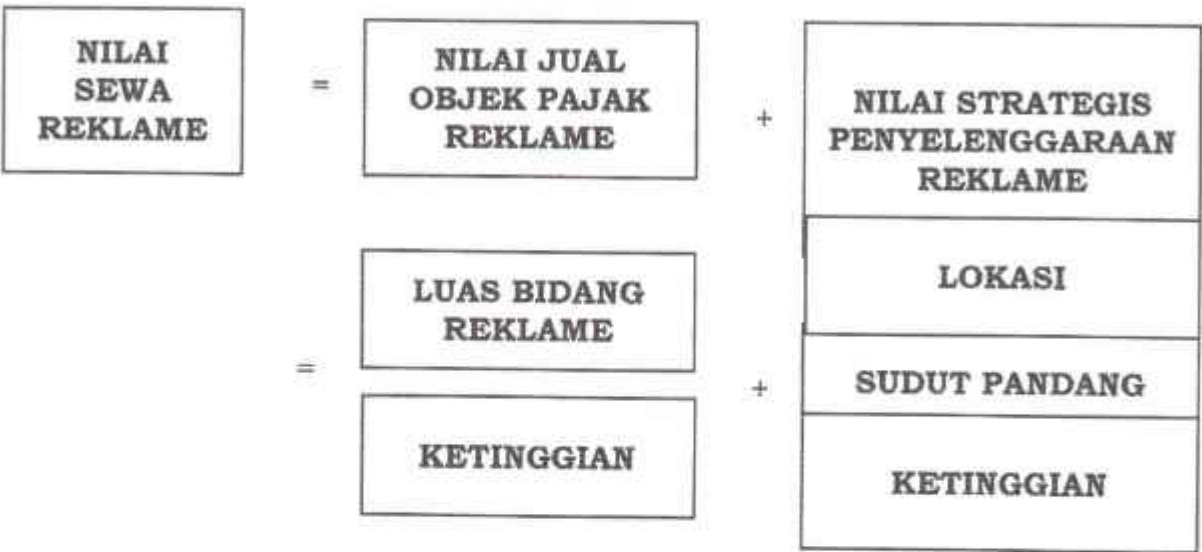 NILAI
SEWA
REKLAME
=
NILAI JUAL
OBJEK PAJAK
REKLAME
+
NILAI STRATEGIS
PENYELENGGARAAN
REKLAME
=
LUAS BIDANG
REKLAME
KETINGGIAN
+
LOKASI
SUDUT PANDANG
KETINGGIAN